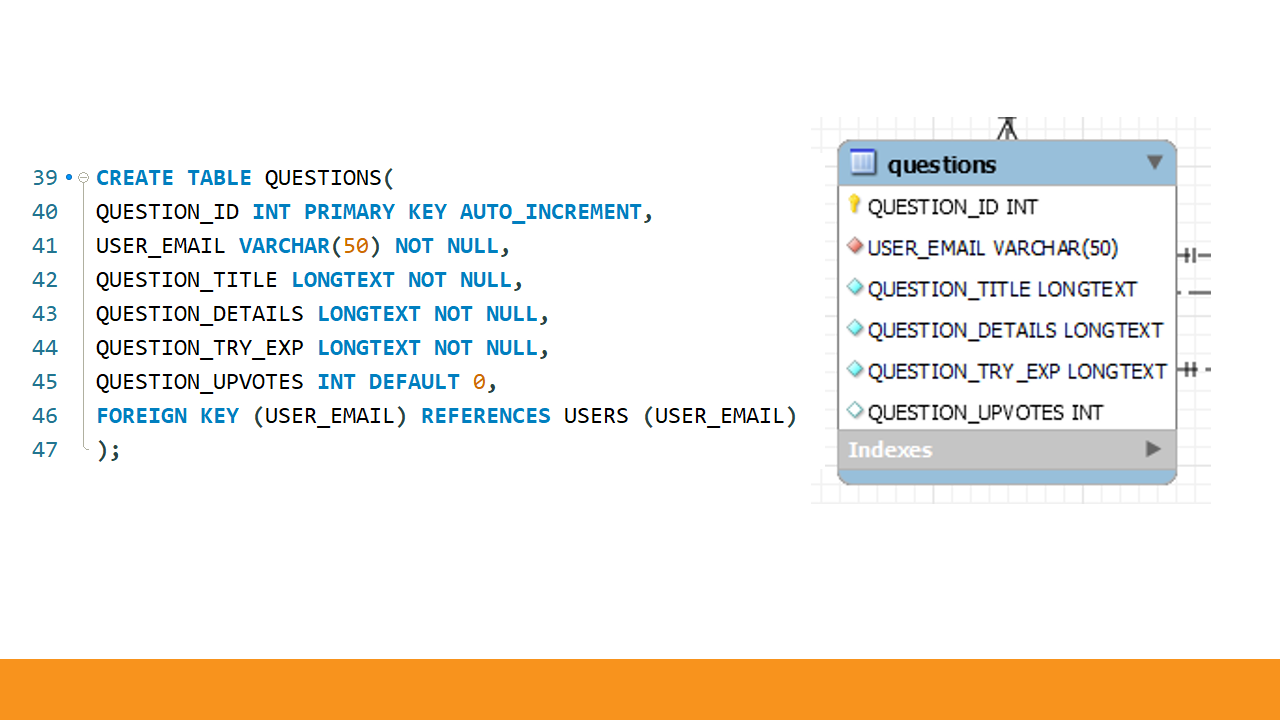 39 CREATE TABLE QUESTIONS(
40 QUESTION_ID INT PRIMARY KEY AUTO_INCREMENT,
41 USER_EMAIL VARCHAR(50) NOT NULL,
42 QUESTION_TITLE LONGTEXT NOT NULL,
43 QUESTION_DETAILS LONGTEXT NOT NULL,
44 QUESTION_TRY_EXP LONGTEXT NOT NULL,
45 QUESTION_UPVOTES INT DEFAULT 0,
46 FOREIGN KEY (USER_EMAIL) REFERENCES USERS (USER_EMAIL)
47 );
questions
QUESTION_ID INT
USER_EMAIL VARCHAR(50)
QUESTION_TITLE LONGTEXT
QUESTION_DETAILS LONGTEXT
QUESTION_TRY_EXP LONGTEXT
QUESTION_UPVOTES INT
Indexes